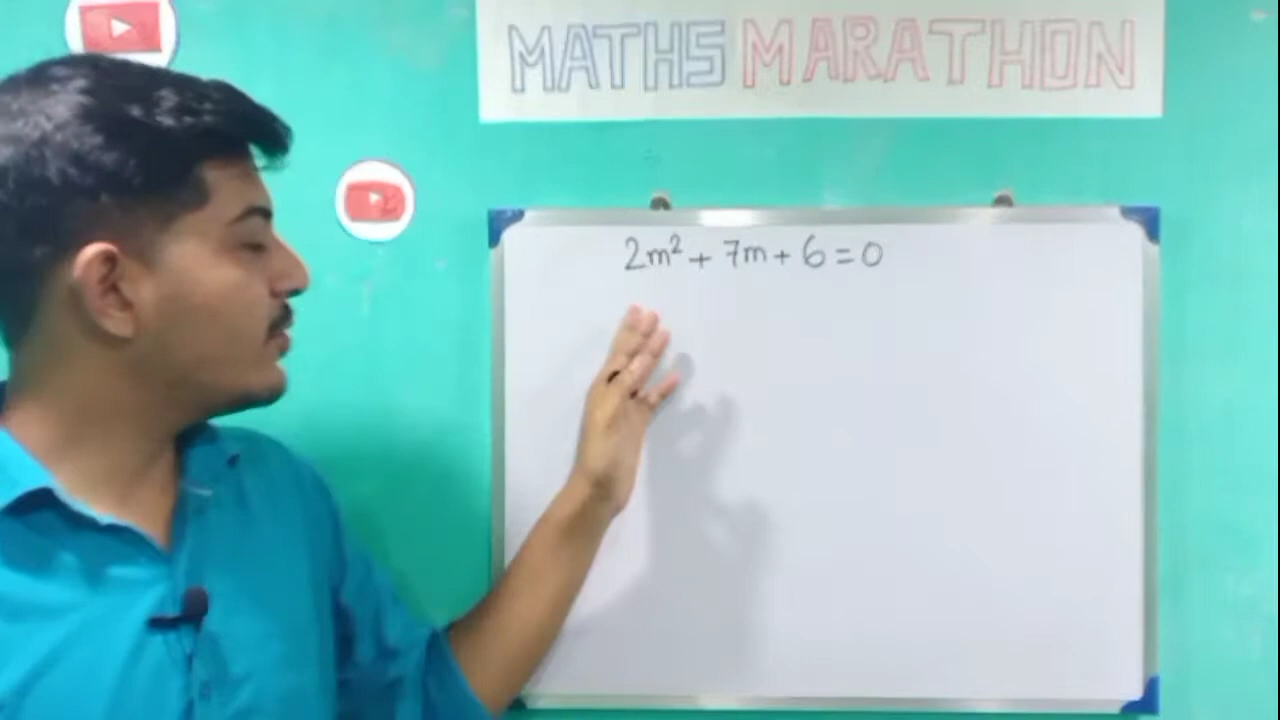 MATHS MARATHON
2m² + 7m + 6 = 0